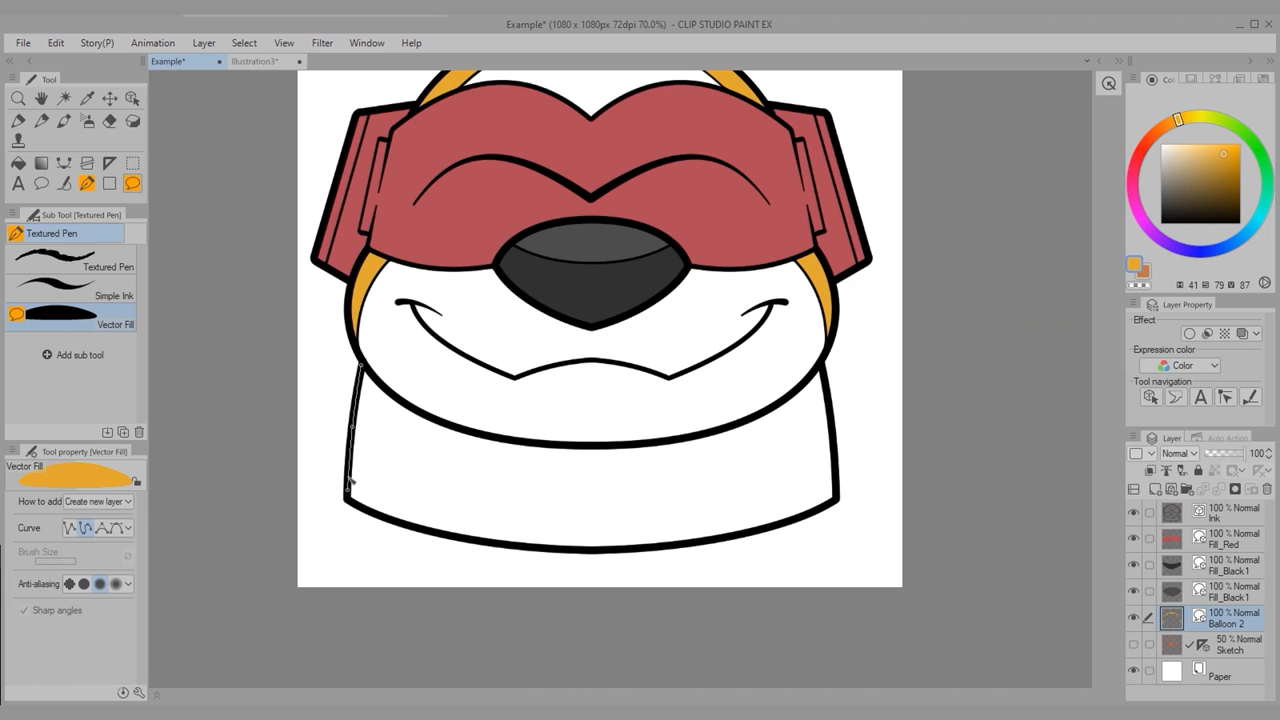 Example* (1080 x 1080px 72dpi 70.0%) - CLIP STUDIO PAINT EX
File Edit Story(P) Animation Layer Select View Filter Window Help
Example* Illustration3*
Tool
Sub Tool [Textured Pen]
Textured Pen
Textured Pen
Simple Ink
Vector Fill
Add sub tool
Tool property [Vector Fill]
Vector Fill
How to add Create new layer
Curve
Brush Size
Anti-aliasing
Sharp angles
41 79 87
Layer Property
Effect
Expression color
Color
Tool navigation
Layer Auto Action
Normal 100
100 % Normal
Ink
100 % Normal
Fill_Red
100 % Normal
Fill_Black1
100 % Normal
Fill_Black1
100 % Normal
Balloon 2
50 % Normal
Sketch
Paper